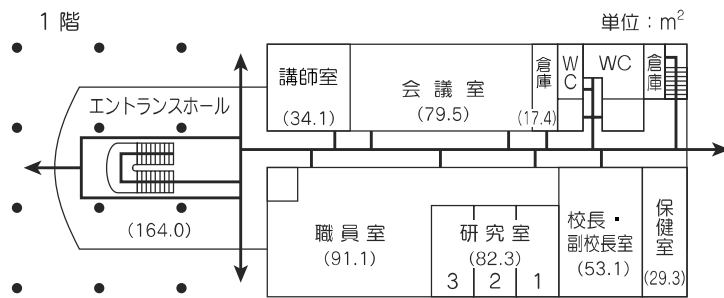 1 階
単位：m²
講師室
(34.1)
会 議 室
(79.5)
倉庫
(17.4)
WC
WC
倉庫
エントランスホール
(164.0)
職 員 室
(91.1)
研 究 室
(82.3)
3 2 1
校長・
副校長室
(53.1)
保健室
(29.3)